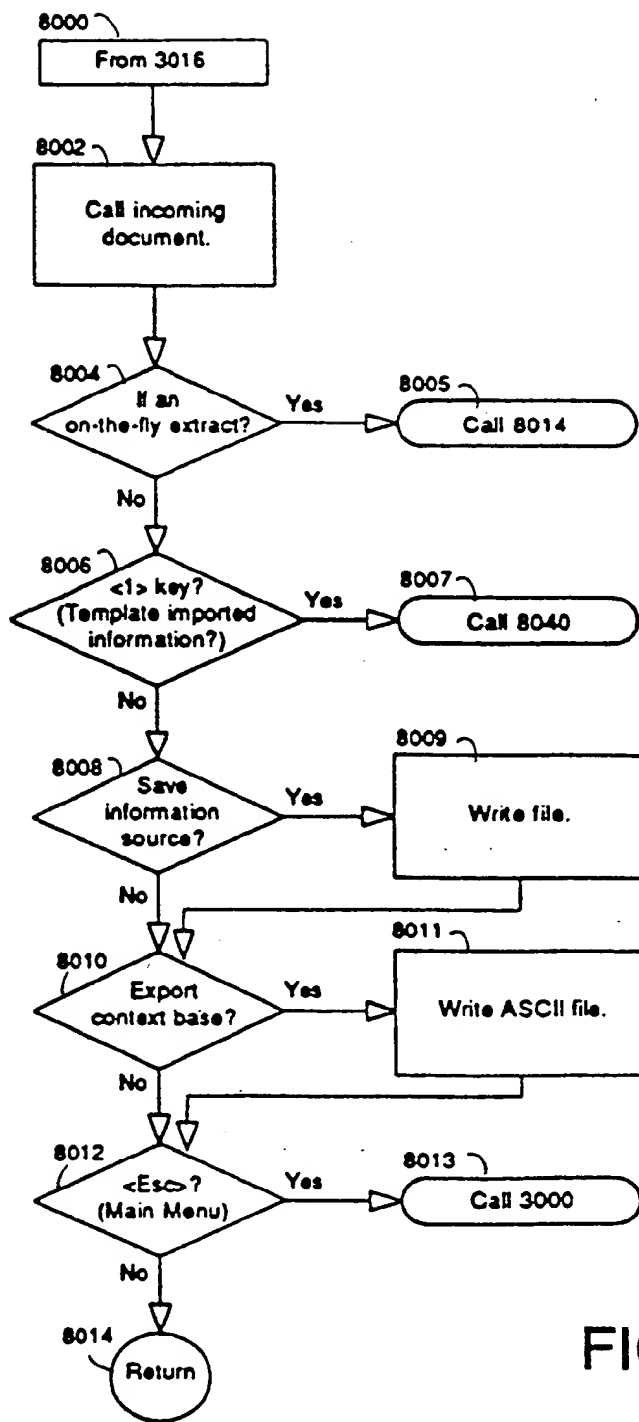 8000
From 3016
8002
Call incoming
document.
8004
If an
on-the-fly extract?
Yes
8005
Call 8014
No
8006
<1> key?
(Template imported
information?)
Yes
8007
Call 8040
No
8008
Save
information
source?
Yes
8009
Write file.
No
8010
Export
context base?
Yes
8011
Write ASCII file.
No
8012
<Esc>?
(Main Menu)
Yes
8013
Call 3000
No
8014
Return